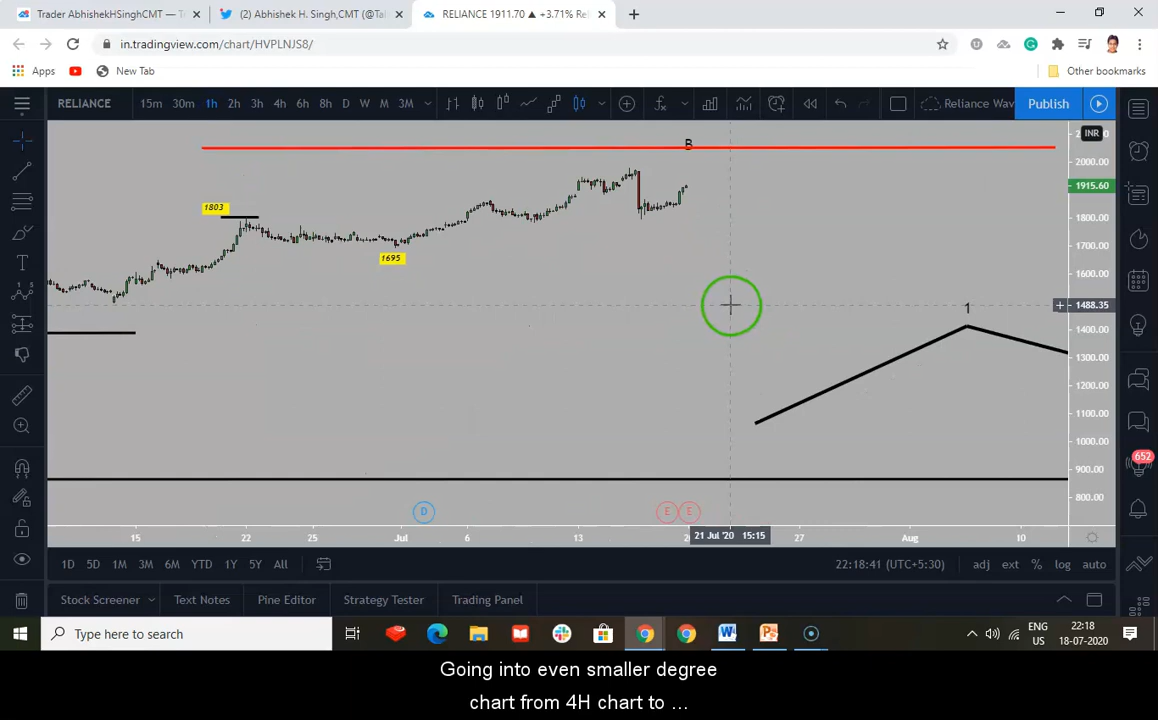 Trader AbhishekHSinghCMT — T
(2) Abhishek H. Singh,CMT (@Tal
RELIANCE 1911.70 ▲ +3.71% Rel
in.tradingview.com/chart/HVPLNJS8/
Apps
New Tab
Other bookmarks
RELIANCE 15m 30m 1h 2h 3h 4h 6h 8h D W M 3M
Reliance Wav
Publish
INR
B
2000.00
1915.60
1803
1800.00
1695
1700.00
1600.00
1488.35
1
1400.00
1300.00
1200.00
1100.00
1000.00
900.00
800.00
652
D
E E
15 22 25 Jul 6 13 21 Jul '20 15:15 27 Aug 10
1D 5D 1M 3M 6M YTD 1Y 5Y All
22:18:41 (UTC+5:30) adj ext % log auto
Stock Screener Text Notes Pine Editor Strategy Tester Trading Panel
Type here to search
ENG
US
22:18
18-07-2020
Going into even smaller degree
chart from 4H chart to ...